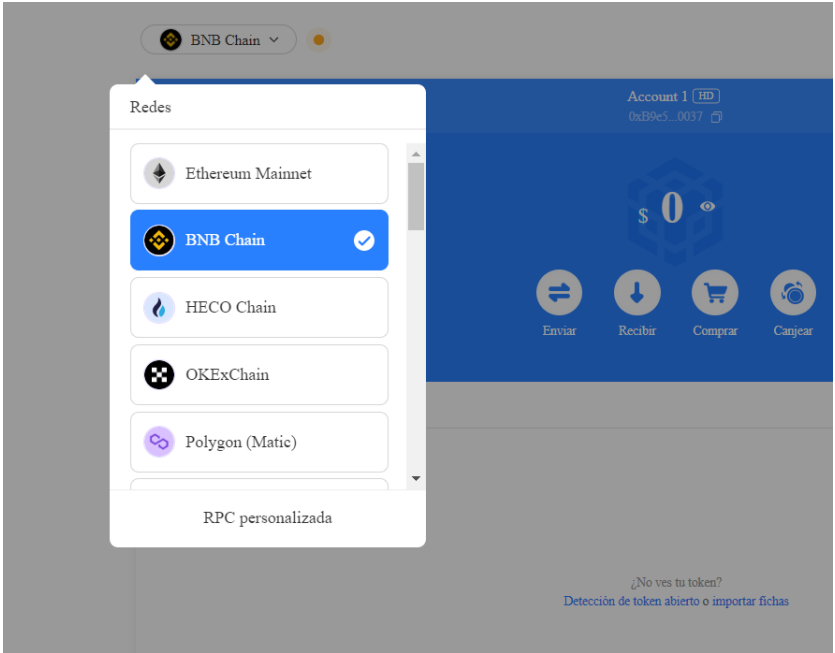 BNB Chain
Redes
Ethereum Mainnet
BNB Chain
HECO Chain
OKExChain
Polygon (Matic)
RPC personalizada
Account 1 HD
0xB9e5...0037
$ 0
Enviar Recibir Comprar Canjear
¿No ves tu token?
Detección de token abierto o importar fichas